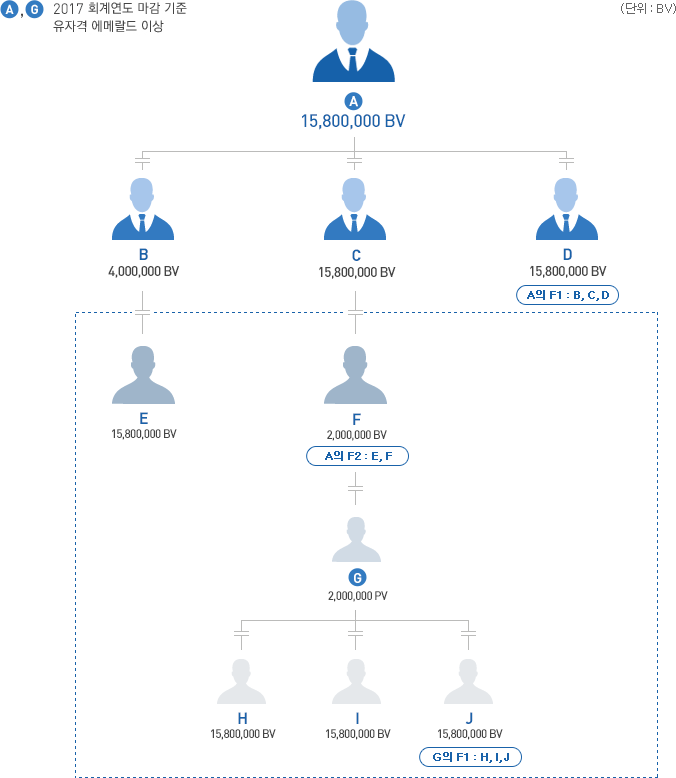 A, G 2017 회계연도 마감 기준
유자격 에메랄드 이상
(단위 : BV)
A
15,800,000 BV
B
4,000,000 BV
C
15,800,000 BV
D
15,800,000 BV
A의 F1 : B, C, D
E
15,800,000 BV
F
2,000,000 BV
A의 F2 : E, F
G
2,000,000 PV
H
15,800,000 BV
I
15,800,000 BV
J
15,800,000 BV
G의 F1 : H, I, J